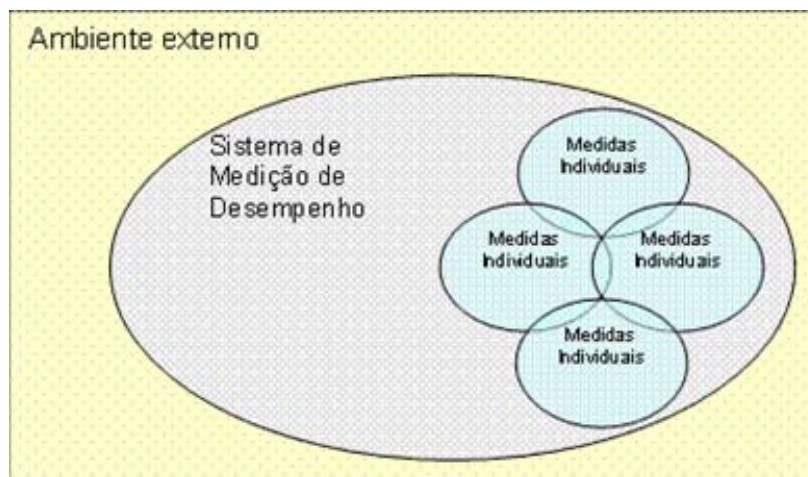 Ambiente externo
Sistema de
Medição de
Desempenho
Medidas
Individuais
Medidas
Individuais
Medidas
Individuais
Medidas
Individuais